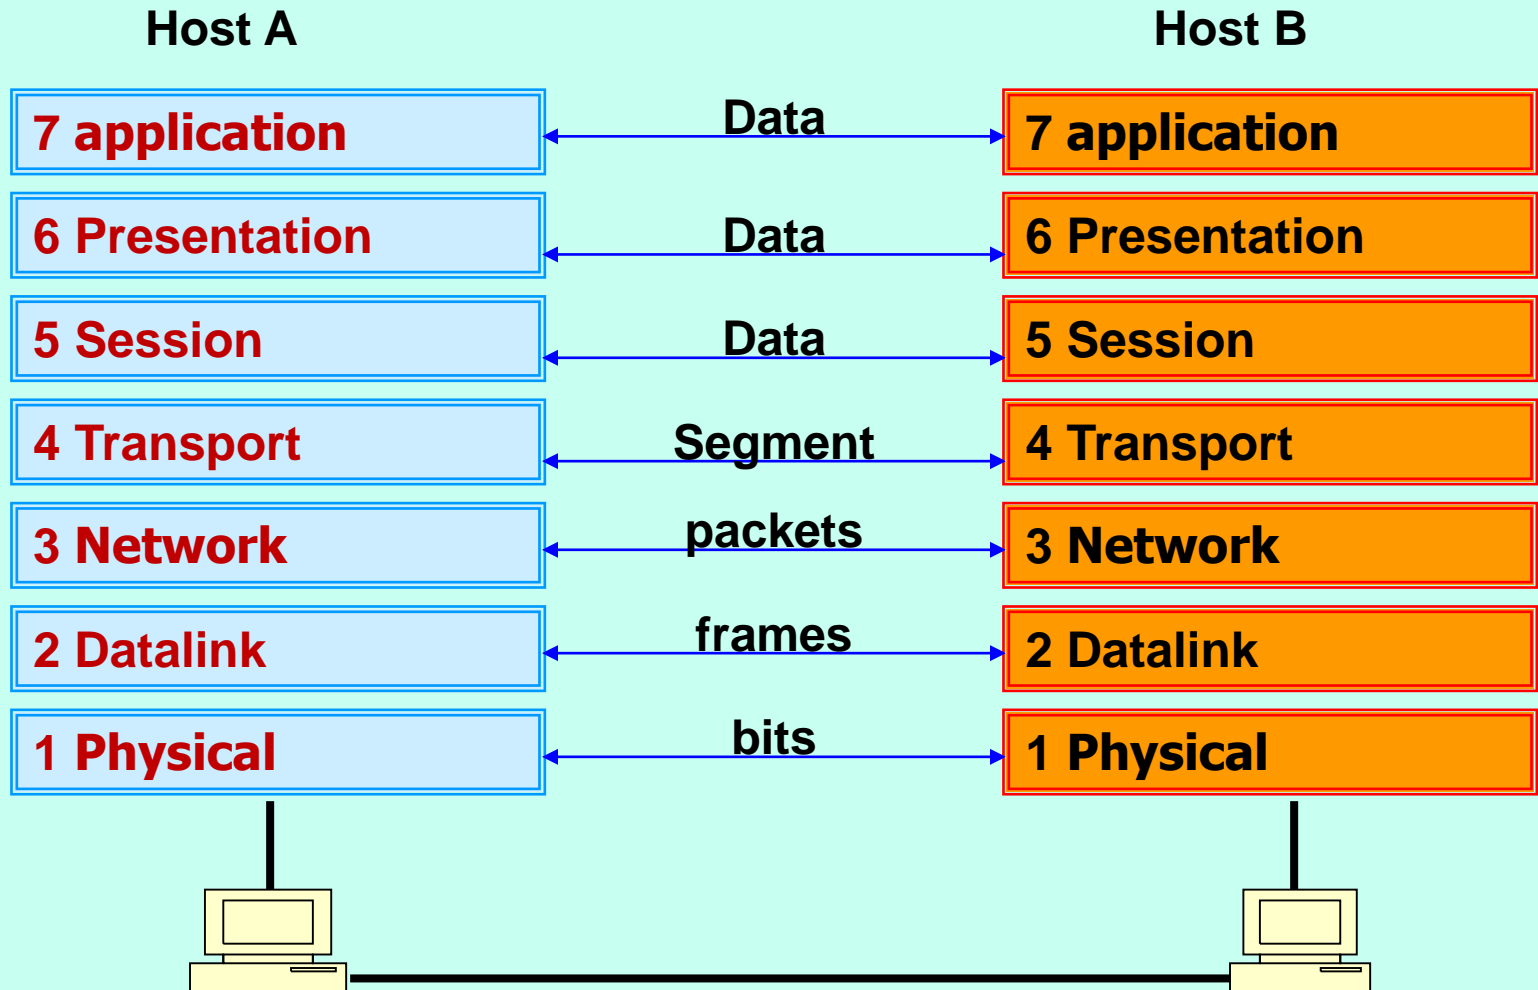 Host A Host B
7 application Data 7 application
6 Presentation Data 6 Presentation
5 Session Data 5 Session
4 Transport Segment 4 Transport
3 Network packets 3 Network
2 Datalink frames 2 Datalink
1 Physical bits 1 Physical